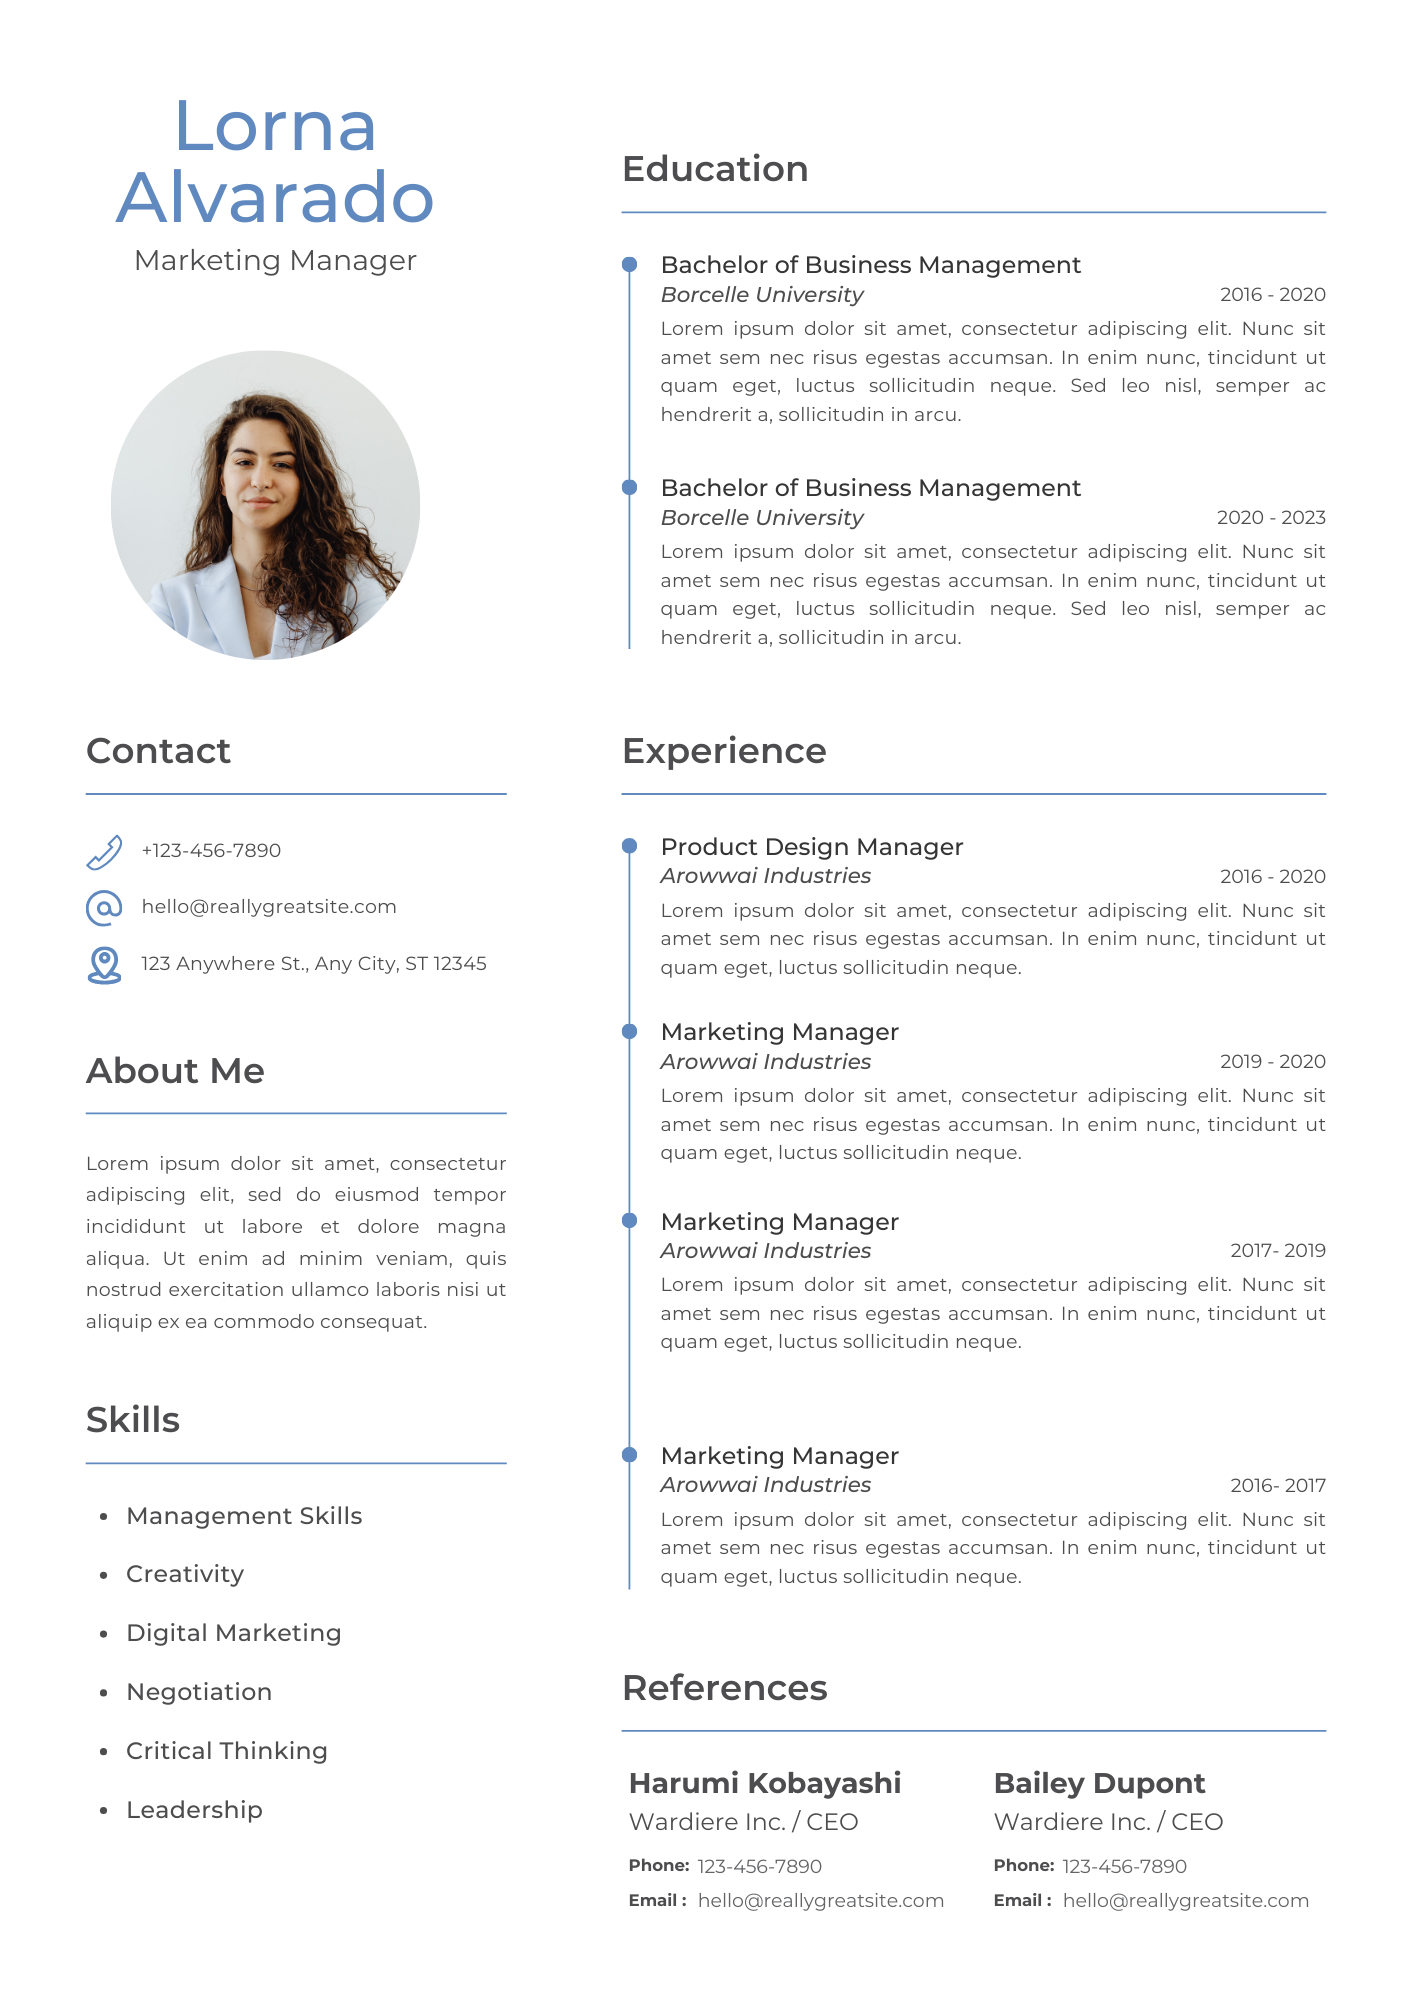 Lorna
Alvarado
Marketing Manager
Contact
+123-456-7890
hello@reallygreatsite.com
123 Anywhere St., Any City, ST 12345
About Me
Lorem ipsum dolor sit amet, consectetur
adipiscing elit, sed do eiusmod tempor
incididunt ut labore et dolore magna
aliqua. Ut enim ad minim veniam, quis
nostrud exercitation ullamco laboris nisi ut
aliquip ex ea commodo consequat.
Skills
• Management Skills
• Creativity
• Digital Marketing
• Negotiation
• Critical Thinking
• Leadership
Education
Bachelor of Business Management
Borcelle University 2016 - 2020
Lorem ipsum dolor sit amet, consectetur adipiscing elit. Nunc sit
amet sem nec risus egestas accumsan. In enim nunc, tincidunt ut
quam eget, luctus sollicitudin neque. Sed leo nisl, semper ac
hendrerit a, sollicitudin in arcu.
Bachelor of Business Management
Borcelle University 2020 - 2023
Lorem ipsum dolor sit amet, consectetur adipiscing elit. Nunc sit
amet sem nec risus egestas accumsan. In enim nunc, tincidunt ut
quam eget, luctus sollicitudin neque. Sed leo nisl, semper ac
hendrerit a, sollicitudin in arcu.
Experience
Product Design Manager
Arowwai Industries 2016 - 2020
Lorem ipsum dolor sit amet, consectetur adipiscing elit. Nunc sit
amet sem nec risus egestas accumsan. In enim nunc, tincidunt ut
quam eget, luctus sollicitudin neque.
Marketing Manager
Arowwai Industries 2019 - 2020
Lorem ipsum dolor sit amet, consectetur adipiscing elit. Nunc sit
amet sem nec risus egestas accumsan. In enim nunc, tincidunt ut
quam eget, luctus sollicitudin neque.
Marketing Manager
Arowwai Industries 2017- 2019
Lorem ipsum dolor sit amet, consectetur adipiscing elit. Nunc sit
amet sem nec risus egestas accumsan. In enim nunc, tincidunt ut
quam eget, luctus sollicitudin neque.
Marketing Manager
Arowwai Industries 2016- 2017
Lorem ipsum dolor sit amet, consectetur adipiscing elit. Nunc sit
amet sem nec risus egestas accumsan. In enim nunc, tincidunt ut
quam eget, luctus sollicitudin neque.
References
Harumi Kobayashi
Wardiere Inc. / CEO
Phone: 123-456-7890
Email : hello@reallygreatsite.com
Bailey Dupont
Wardiere Inc. / CEO
Phone: 123-456-7890
Email : hello@reallygreatsite.com